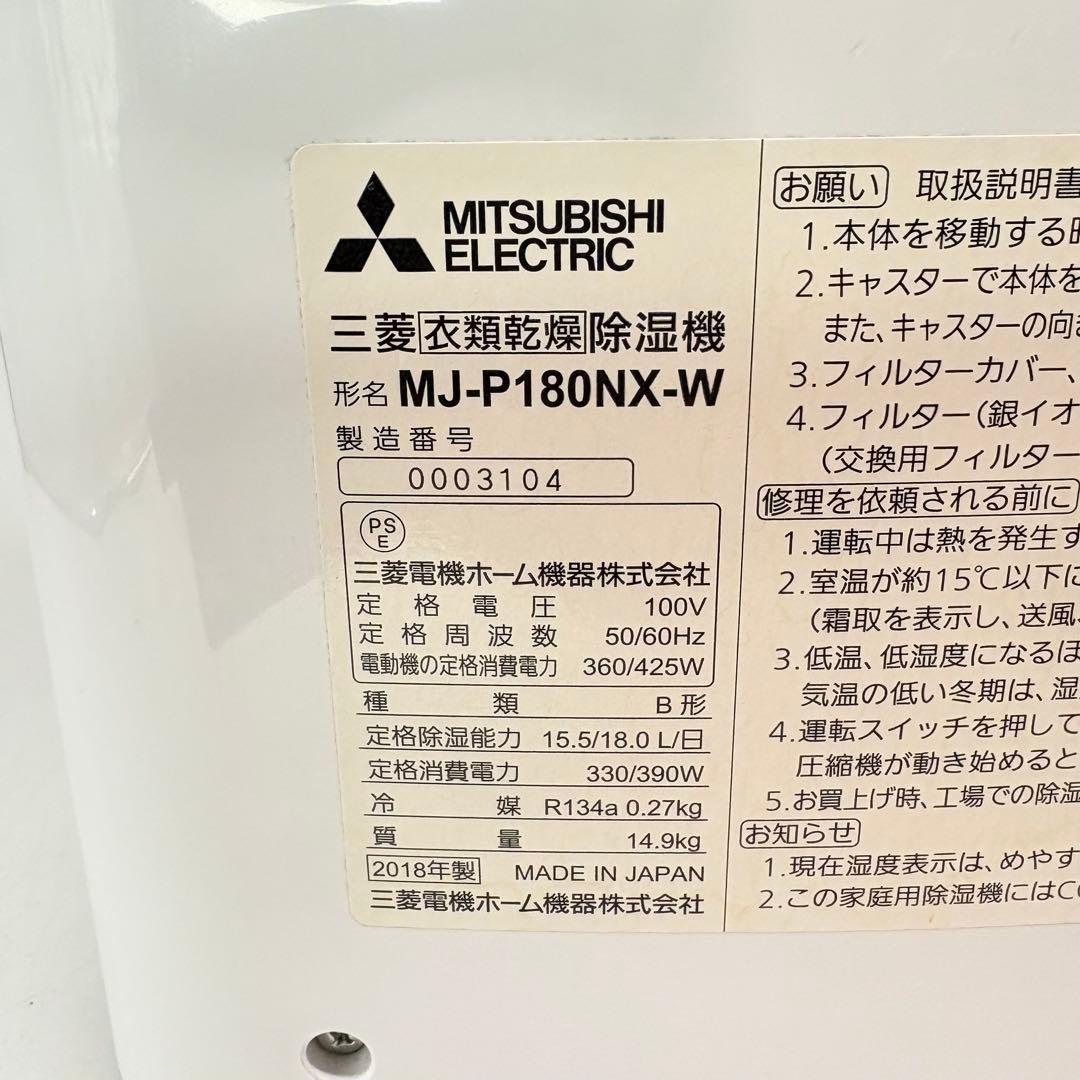 MITSUBISHI
ELECTRIC
三菱衣類乾燥除湿機
形名 MJ-P180NX-W
製造番号
0003104
PS
E
三菱電機ホーム機器株式会社
定格電圧 100V
定格周波数 50/60Hz
電動機の定格消費電力 360/425W
種類 B形
定格除湿能力 15.5/18.0 L/日
定格消費電力 330/390W
冷媒 R134a 0.27kg
質量 14.9kg
2018年製 MADE IN JAPAN
三菱電機ホーム機器株式会社
お願い 取扱説明書
1.本体を移動する
2.キャスターで本体を
また、キャスターの向
3.フィルターカバー、
4.フィルター(銀イオ
(交換用フィルター
修理を依頼される前に
1.運転中は熱を発生す
2.室温が約15℃以下に
(霜取を表示し、送風、
3.低温、低湿度になるほ
気温の低い冬期は、湿
4.運転スイッチを押して
圧縮機が動き始めると
5.お買上げ時、工場での除湿
お知らせ
1.現在湿度表示は、めやす
2.この家庭用除湿機にはC